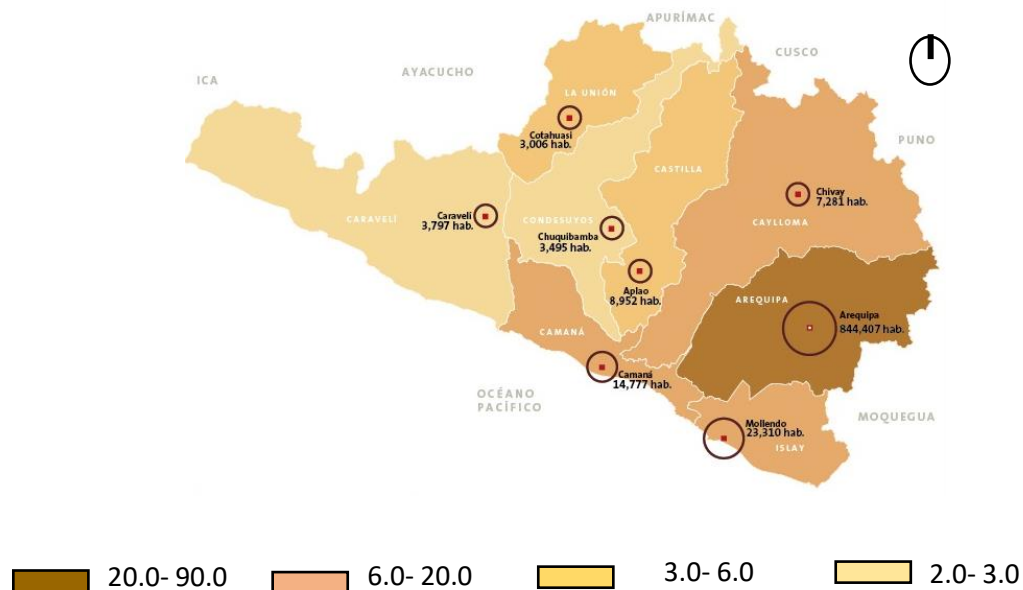 APURÍMAC
CUSCO
AYACUCHO
ICA
LA UNIÓN
Cotahuasi
3,006 hab.
PUNO
CASTILLA
Chivay
7,281 hab.
CARAVELÍ
Caravelí
3,797 hab.
CONDESUYOS
CAYLLOMA
Chuquibamba
3,495 hab.
Aplao
8,952 hab.
AREQUIPA
Arequipa
844,407 hab.
CAMANÁ
Camaná
14,777 hab.
OCÉANO
PACÍFICO
MOQUEGUA
Mollendo
23,310 hab.
ISLAY
20.0- 90.0
6.0- 20.0
3.0- 6.0
2.0- 3.0